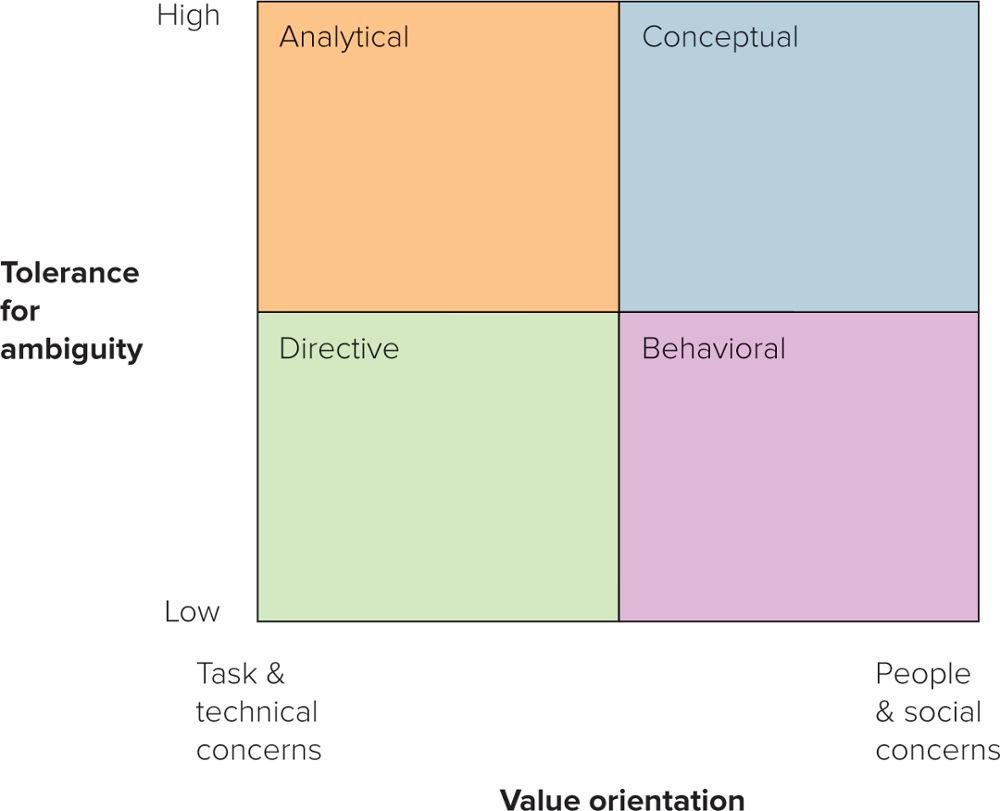 High
Analytical
Conceptual
Tolerance
for
ambiguity
Directive
Behavioral
Low
Task &
technical
concerns
People
& social
concerns
Value orientation